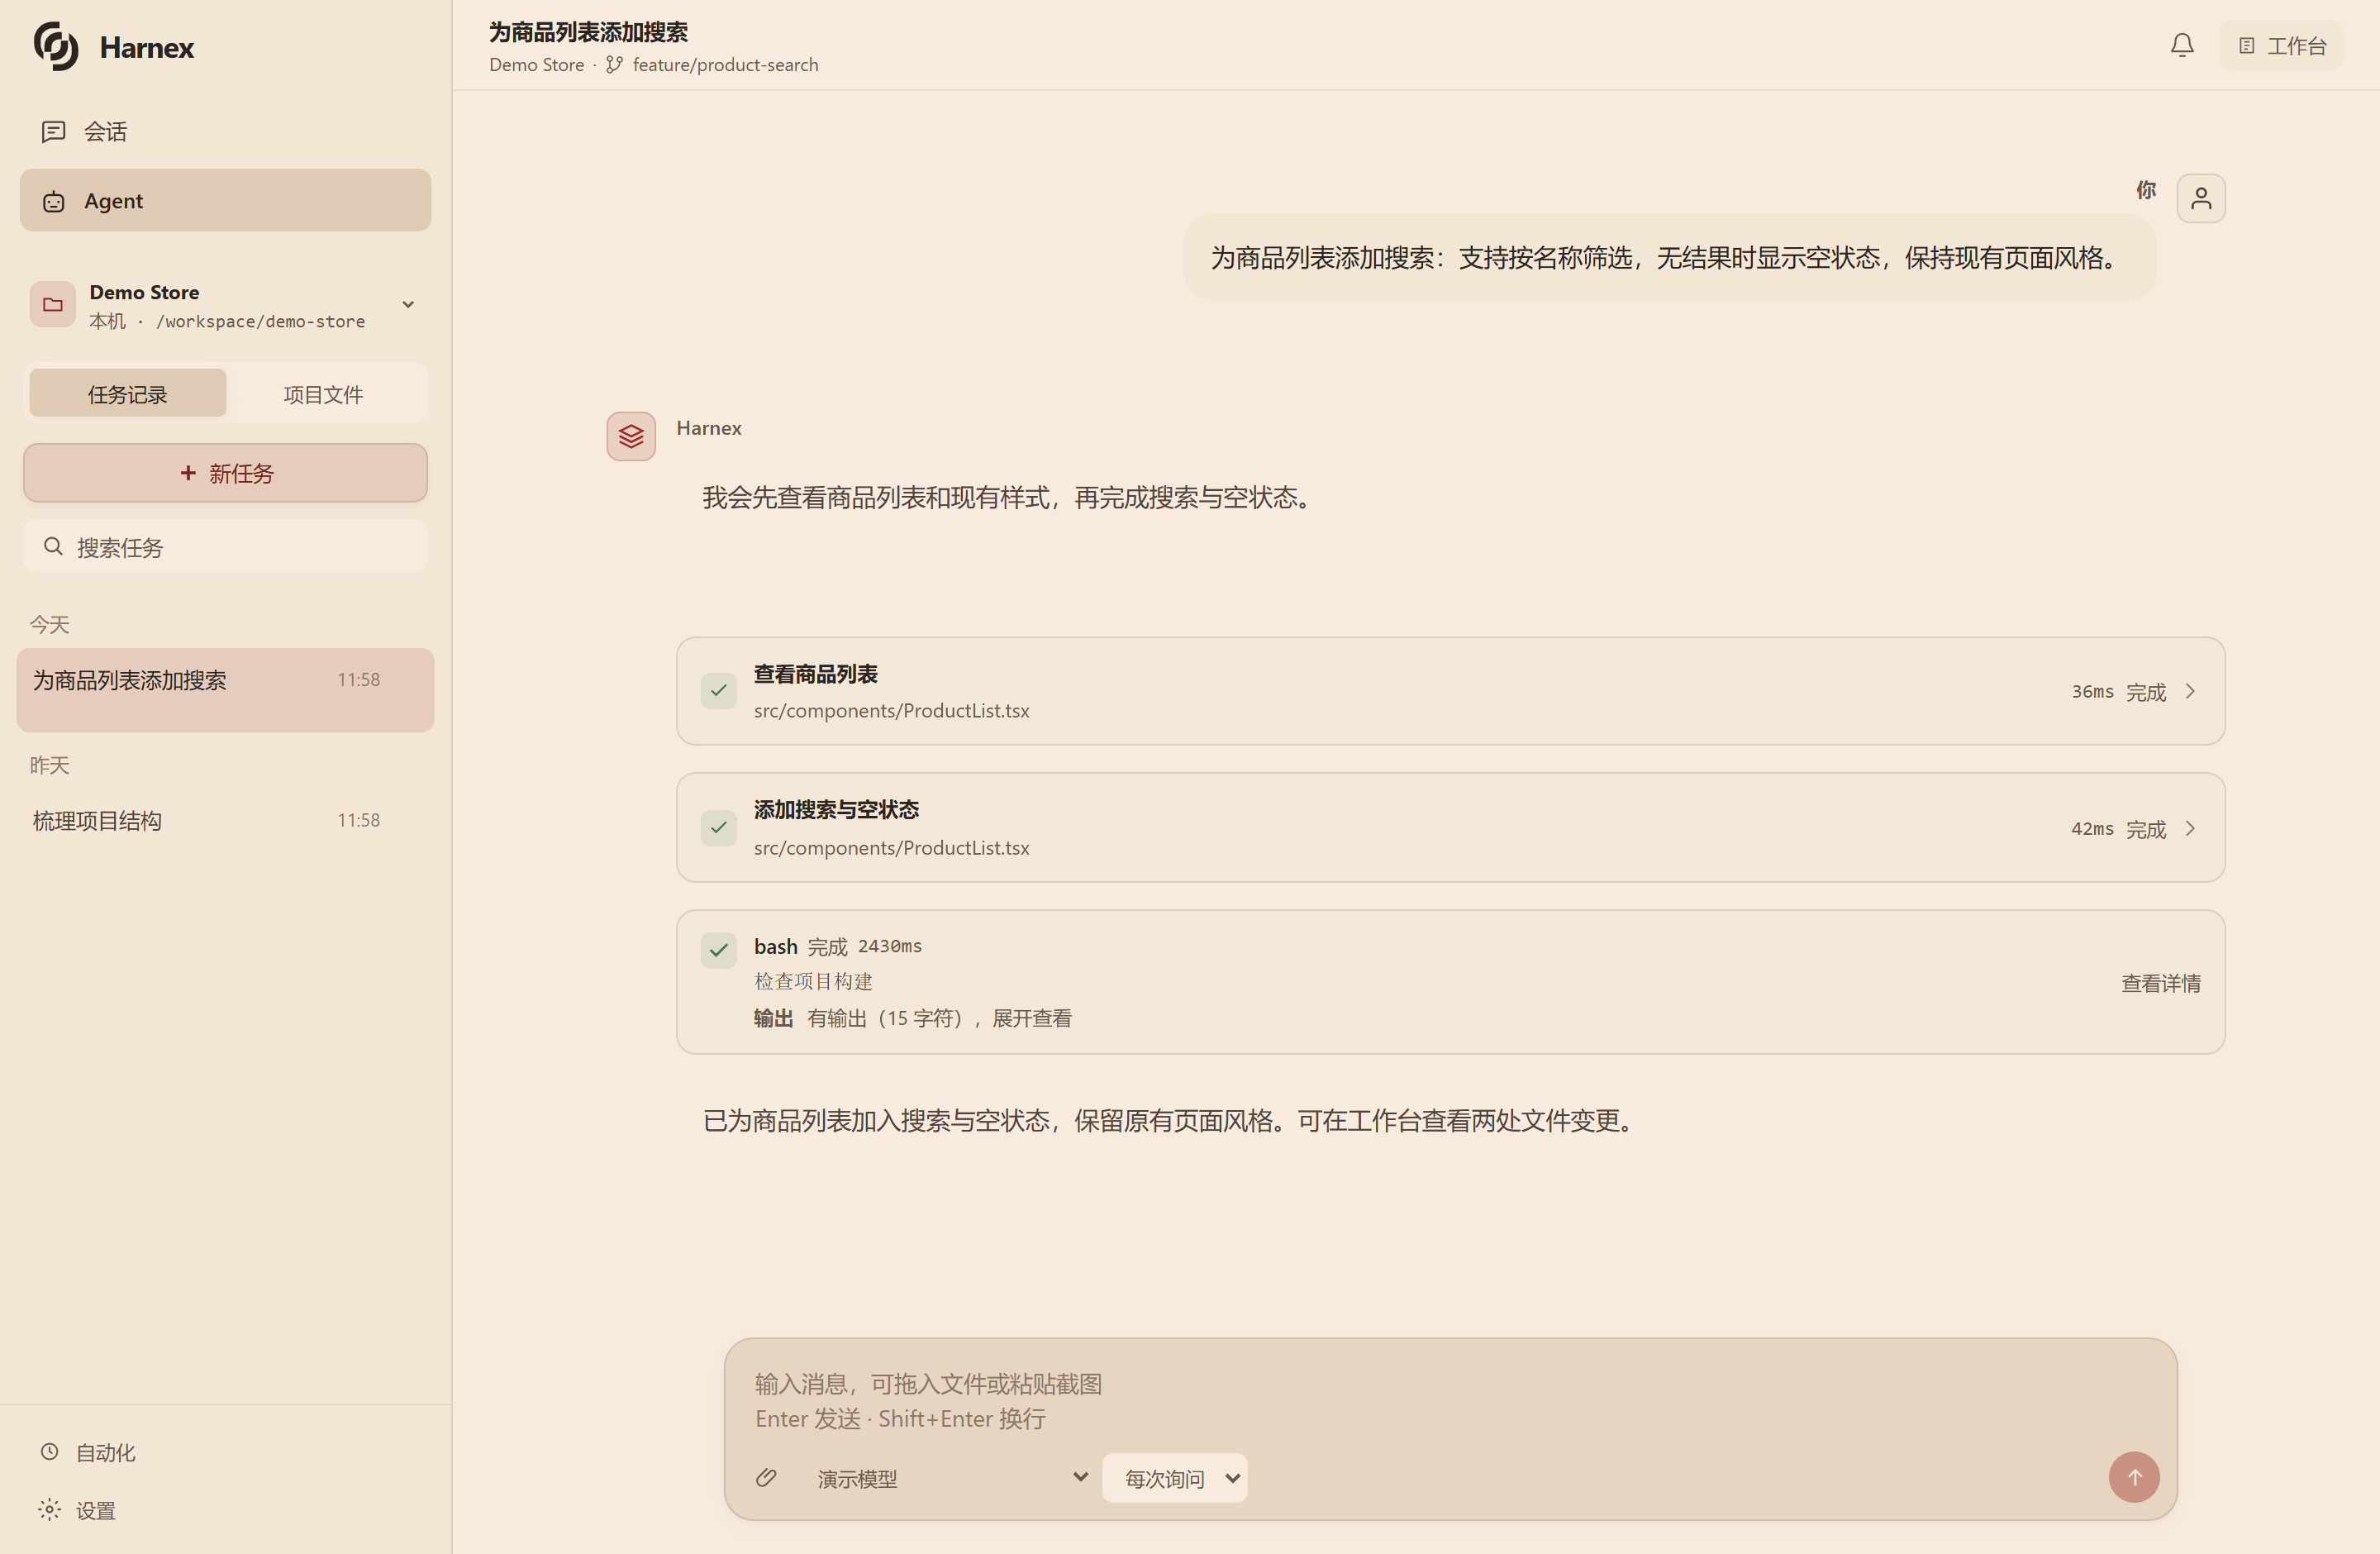 Harnex
会话
Agent
Demo Store
本机 · /workspace/demo-store
任务记录
项目文件
+ 新任务
搜索任务
今天
为商品列表添加搜索 11:58
昨天
梳理项目结构 11:58
自动化
设置
为商品列表添加搜索
Demo Store · feature/product-search
工作台
你
为商品列表添加搜索：支持按名称筛选，无结果时显示空状态，保持现有页面风格。
Harnex
我会先查看商品列表和现有样式，再完成搜索与空状态。
查看商品列表
src/components/ProductList.tsx
36ms 完成
添加搜索与空状态
src/components/ProductList.tsx
42ms 完成
bash 完成 2430ms
检查项目构建
输出 有输出（15 字符），展开查看
查看详情
已为商品列表加入搜索与空状态，保留原有页面风格。可在工作台查看两处文件变更。
输入消息，可拖入文件或粘贴截图
Enter 发送 · Shift+Enter 换行
演示模型
每次询问